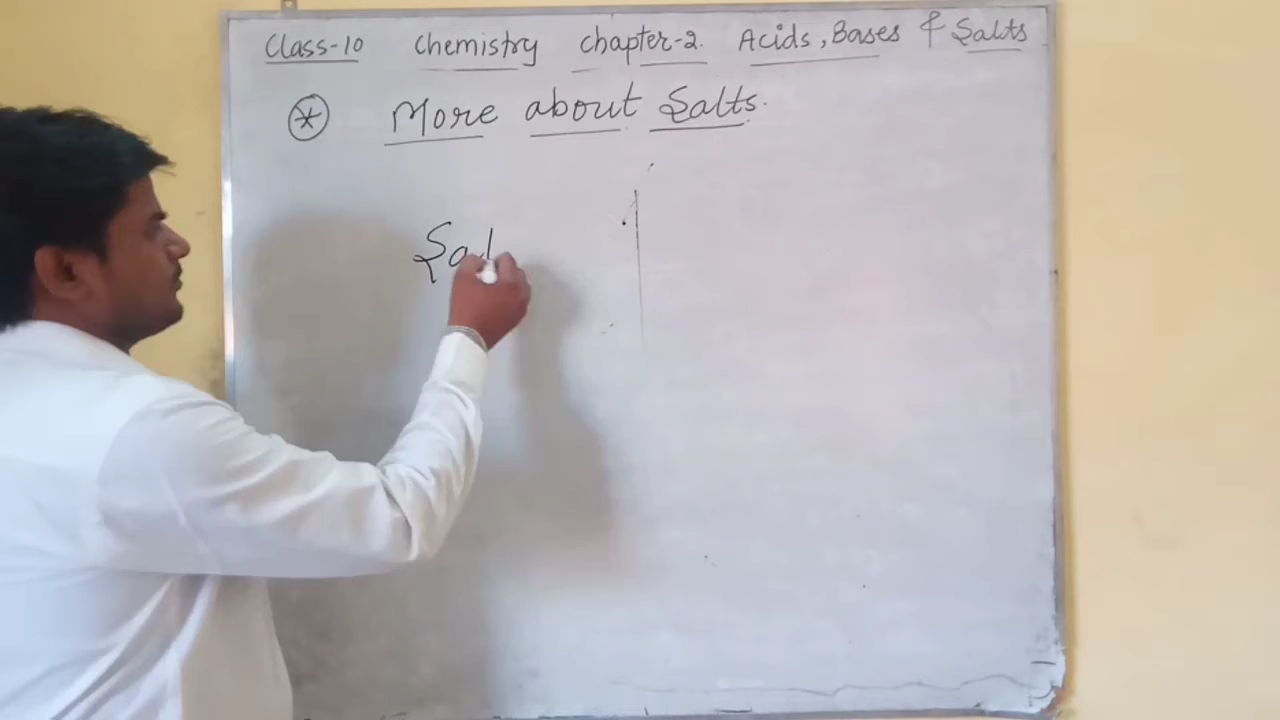 Class-10 Chemistry Chapter-2. Acids, Bases & Salts
* More about Salts.
Sal